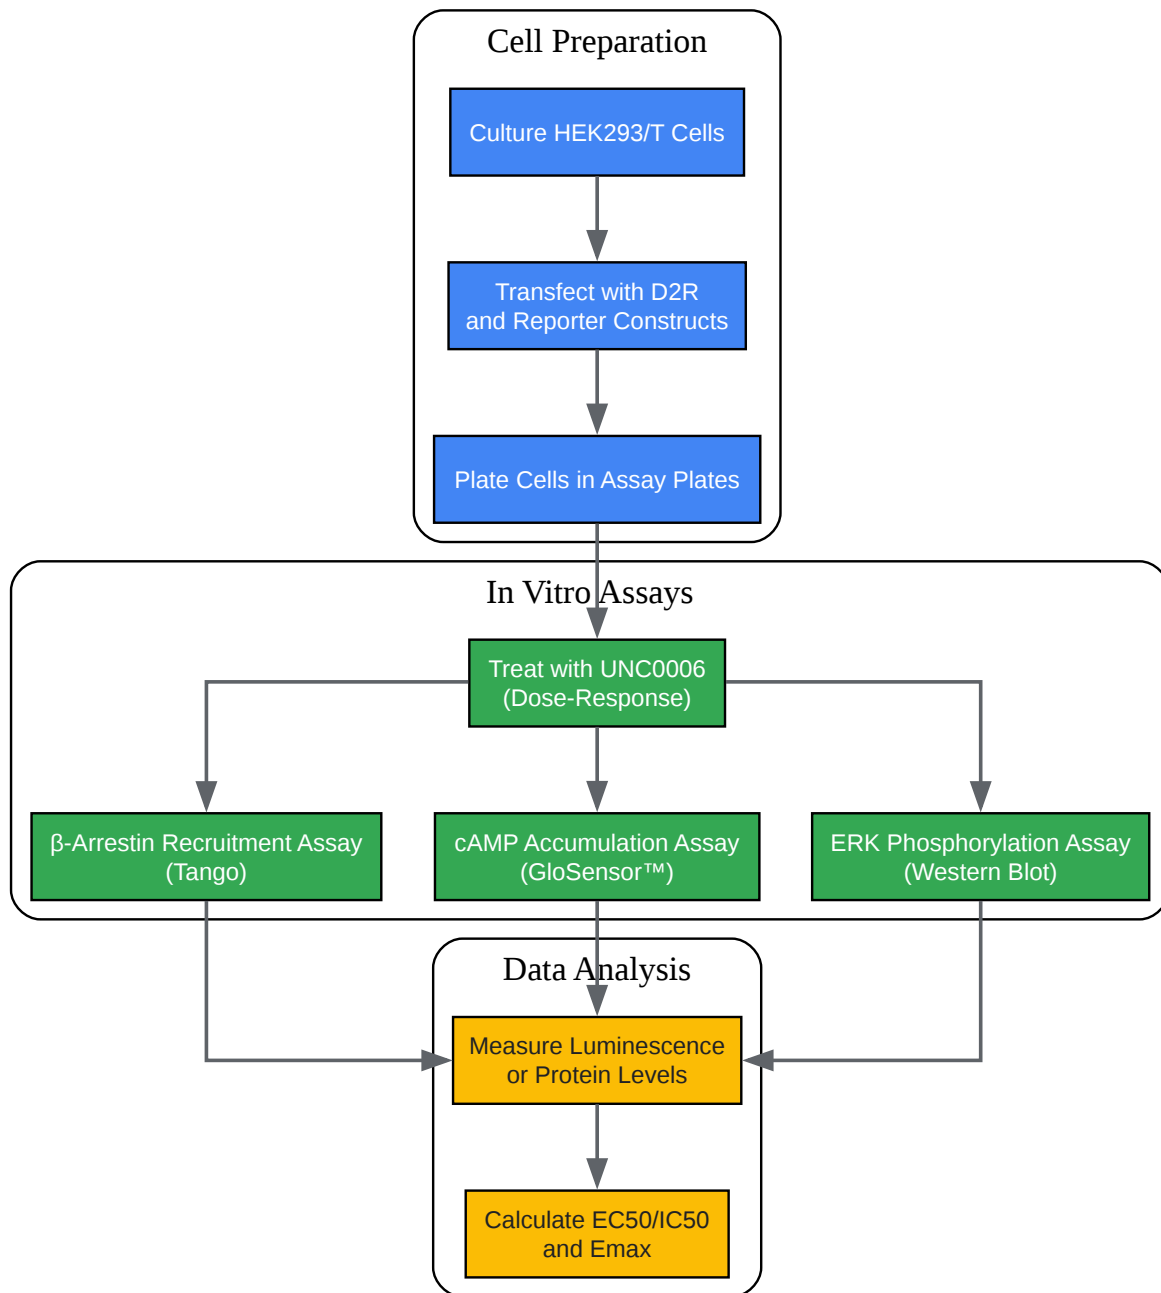 Cell Preparation
Culture HEK293/T Cells
Transfect with D2R
and Reporter Constructs
Plate Cells in Assay Plates
In Vitro Assays
Treat with UNC0006
(Dose-Response)
β-Arrestin Recruitment Assay
(Tango)
cAMP Accumulation Assay
(GloSensor™)
ERK Phosphorylation Assay
(Western Blot)
Data Analysis
Measure Luminescence
or Protein Levels
Calculate EC50/IC50
and Emax